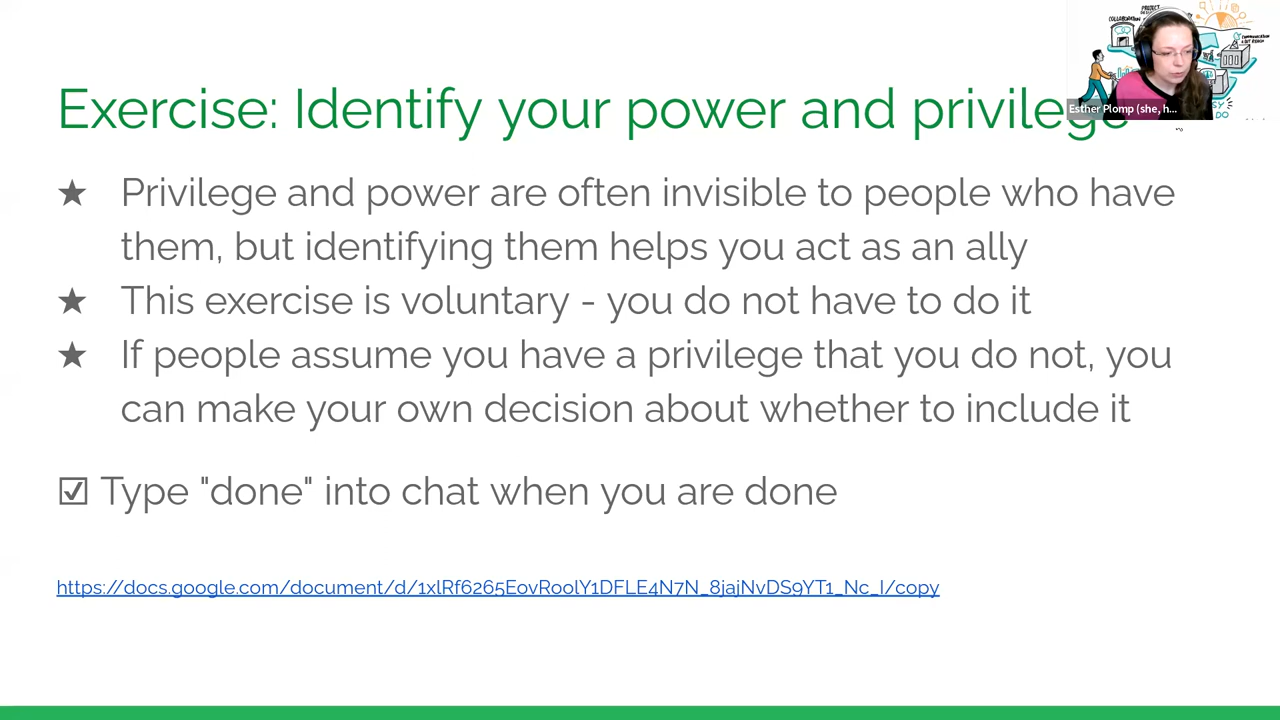 Exercise: Identify your power and privilege
★ Privilege and power are often invisible to people who have
them, but identifying them helps you act as an ally
★ This exercise is voluntary - you do not have to do it
★ If people assume you have a privilege that you do not, you
can make your own decision about whether to include it
☑ Type "done" into chat when you are done
https://docs.google.com/document/d/1xlRf6265EovRoolY1DFLE4N7N_8jajNvDS9YT1_Nc_I/copy
PROJECT
COLLABORATION
Esther Plomp (she, h...
DO